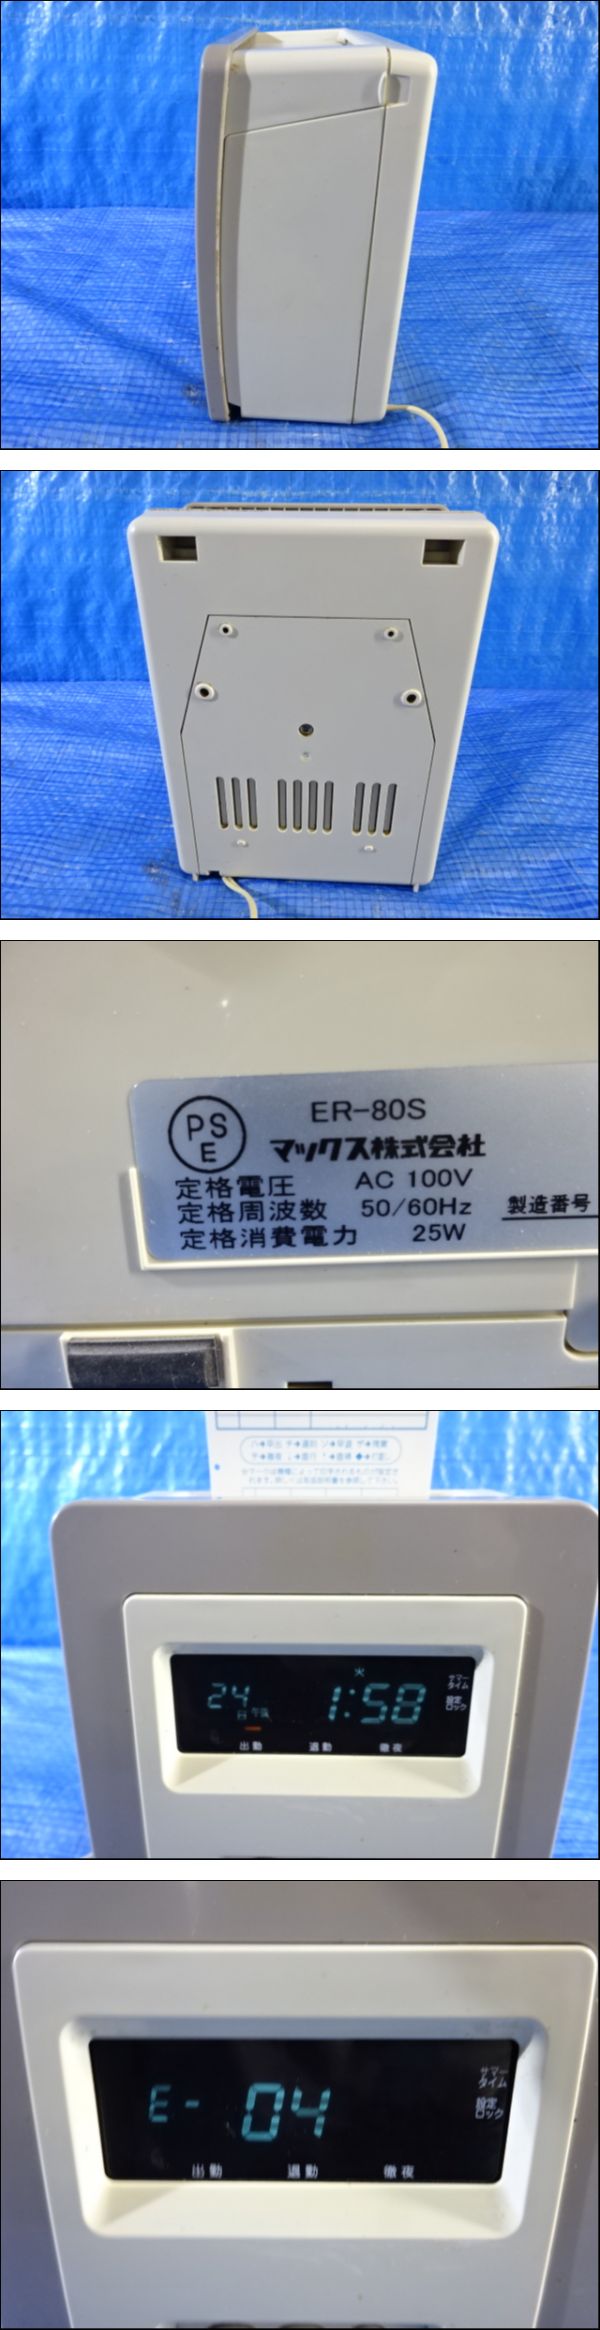 PS
E
ER-80S
マックス株式会社
定格電圧 AC 100V
定格周波数 50/60Hz
定格消費電力 25W
製造番号
火
24 1:58
日 午後
サマー
タイム
設定
ロック
出勤 退勤 徹夜
E- 04
サマー
タイム
設定
ロック
出勤 退勤 徹夜